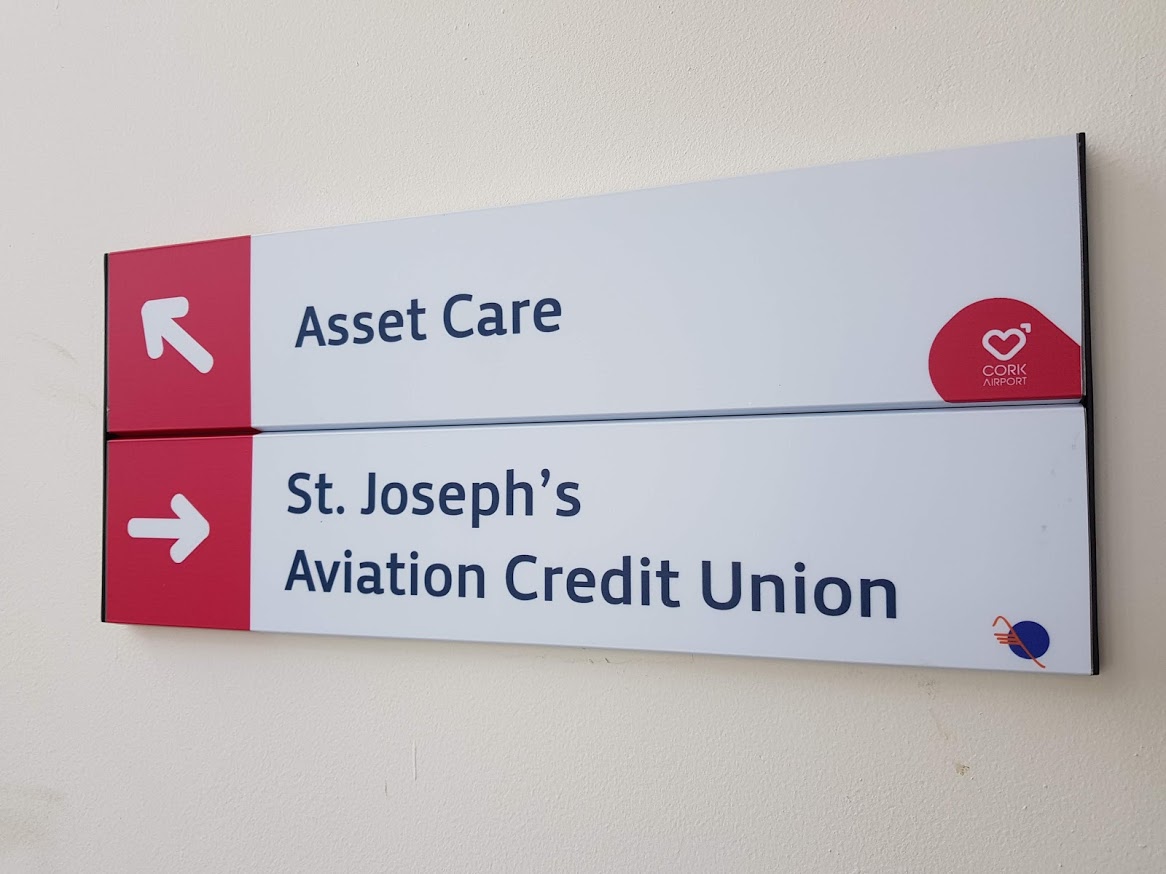 Asset Care
CORK
AIRPORT
St. Joseph's
Aviation Credit Union